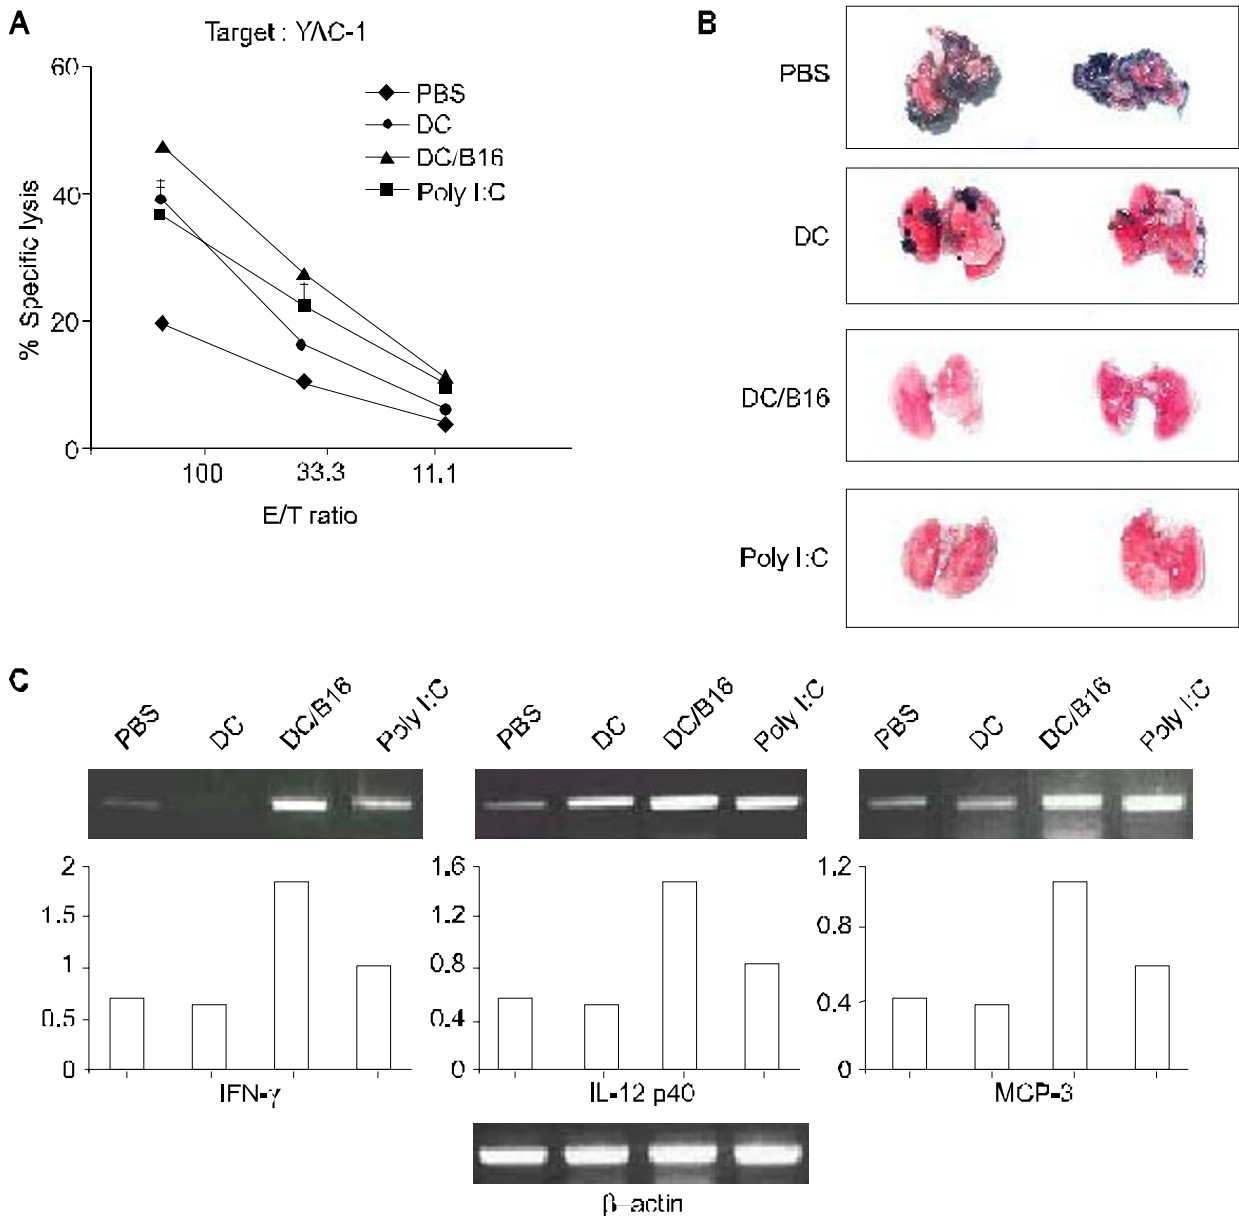 A
Target : YAC-1
60
40
20
0
% Specific lysis
PBS
DC
DC/B16
Poly I:C
100 33.3 11.1
E/T ratio
B
PBS
DC
DC/B16
Poly I:C
C
PBS DC DC/B16 Poly I:C
2
1.5
1
0.5
0
IFN-γ
PBS DC DC/B16 Poly I:C
1.6
1.2
0.8
0.4
0
IL-12 p40
PBS DC DC/B16 Poly I:C
1.2
0.8
0.4
0
MCP-3
β-actin